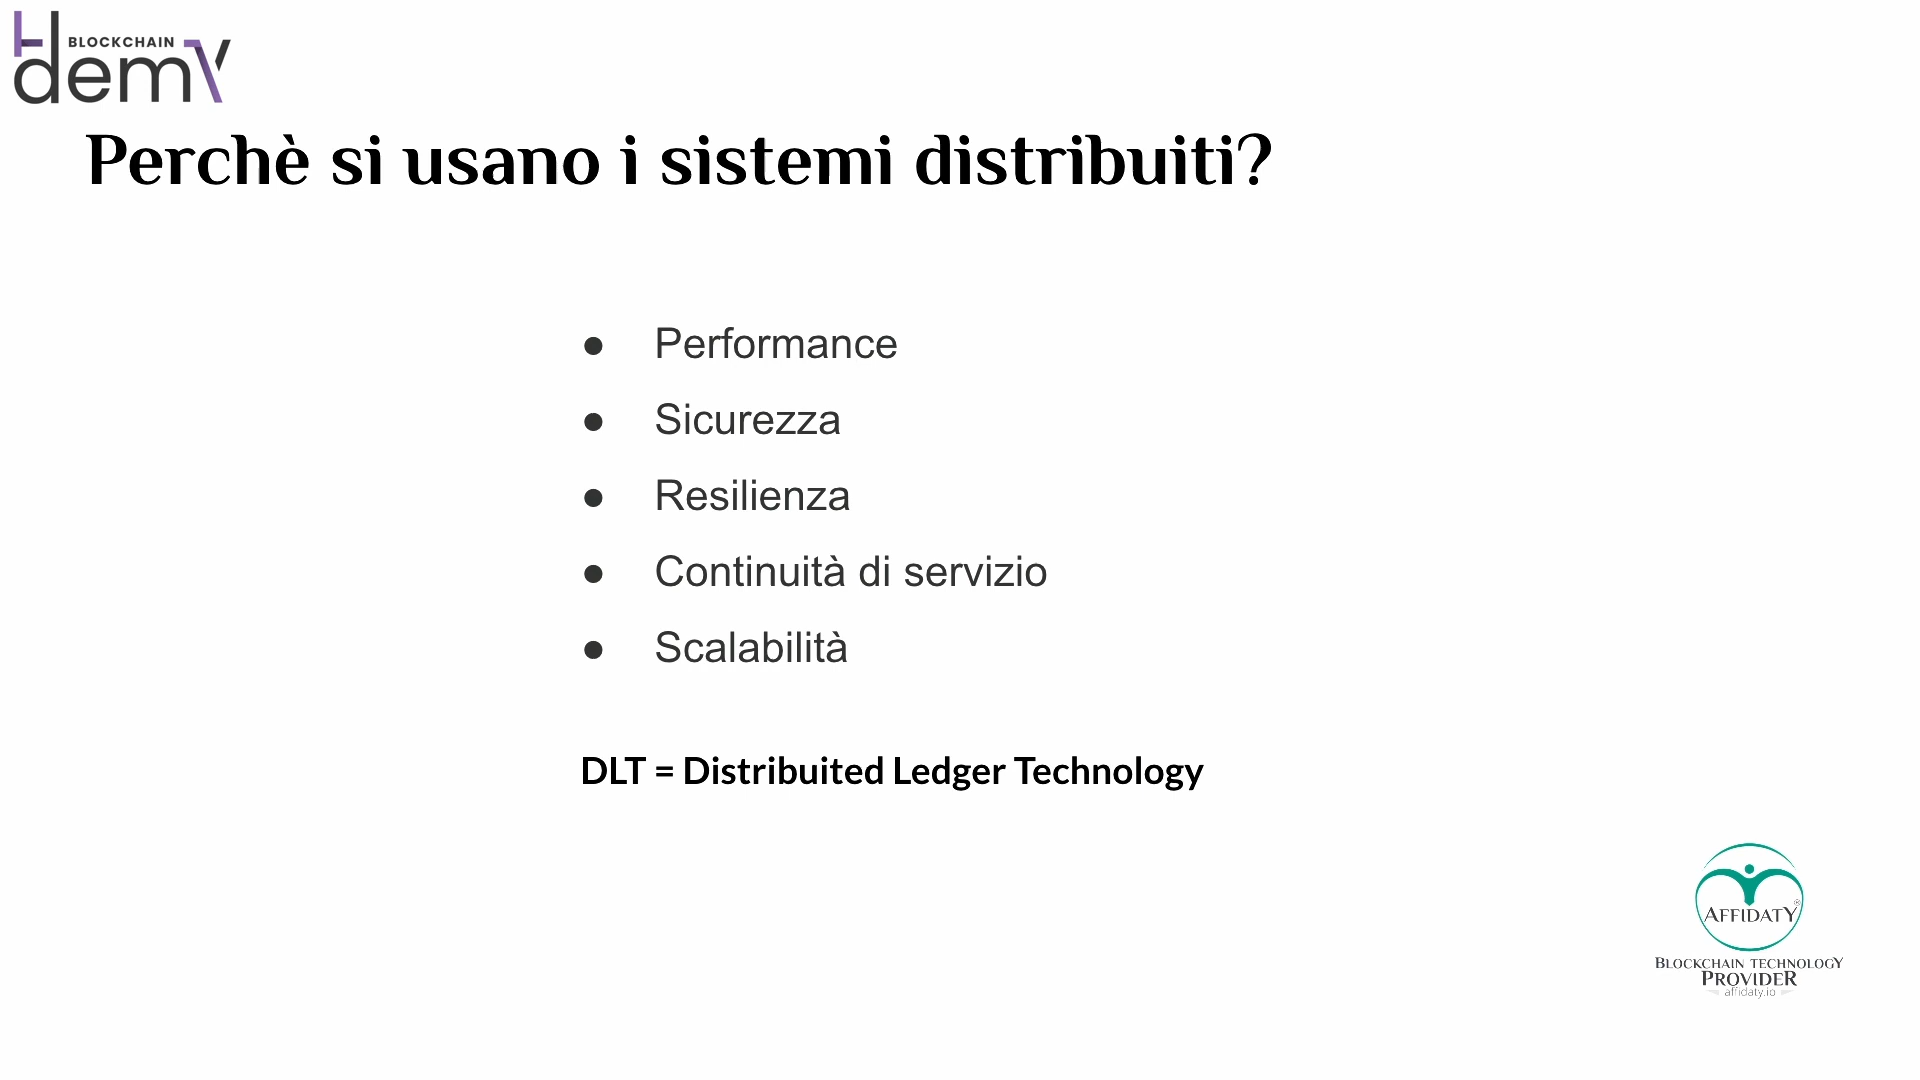 BLOCKCHAIN
demy
Perchè si usano i sistemi distribuiti?
● Performance
● Sicurezza
● Resilienza
● Continuità di servizio
● Scalabilità
DLT = Distribuited Ledger Technology
AFFIDATY®
BLOCKCHAIN TECHNOLOGY
PROVIDER
affidaty.io